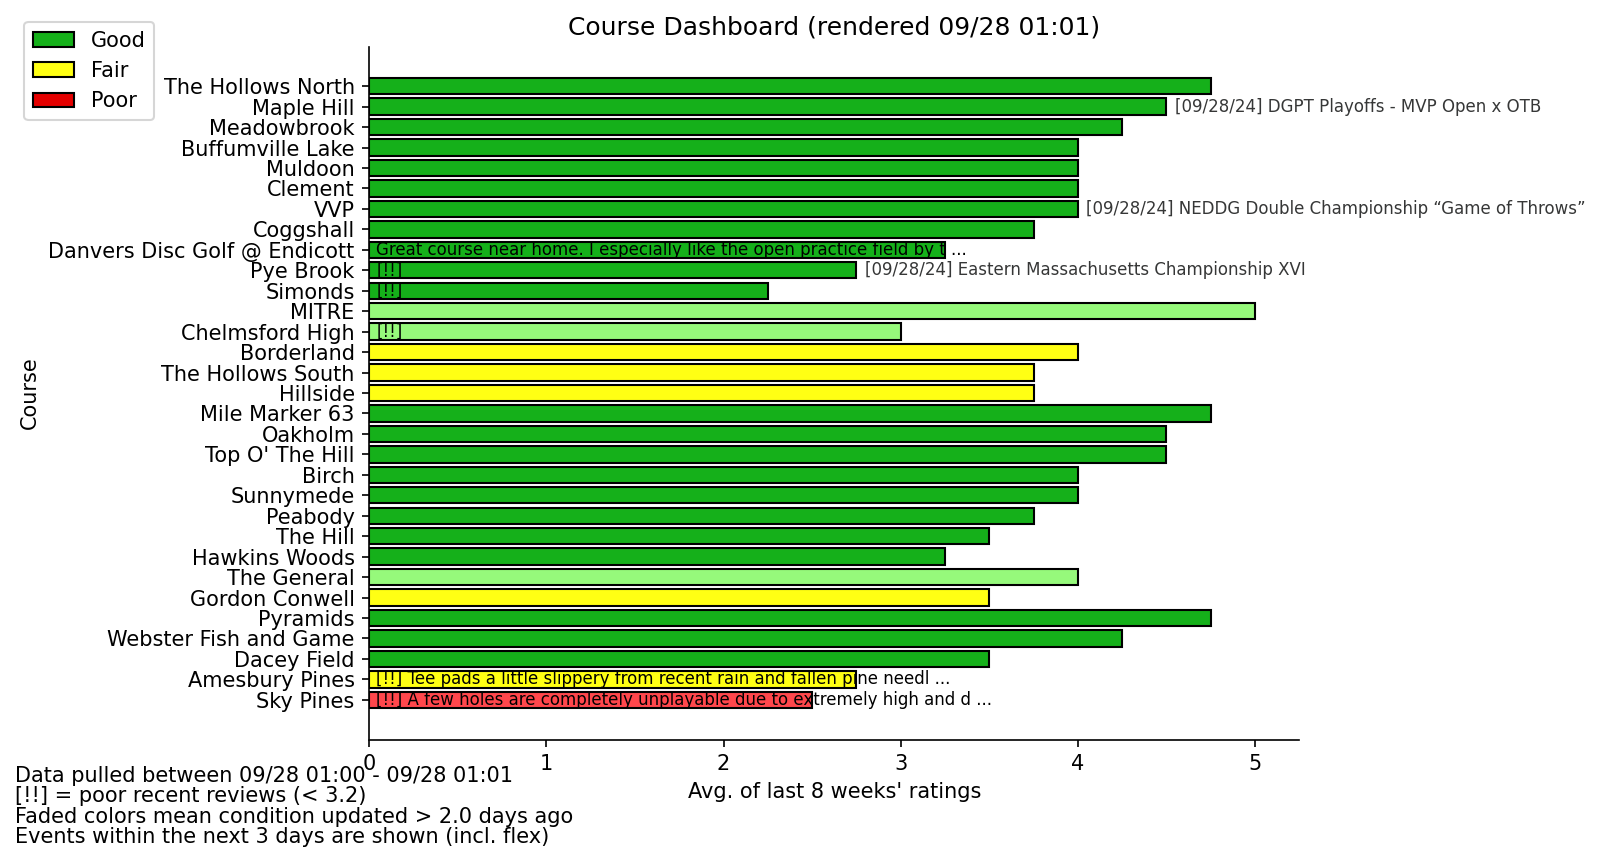 Course Dashboard (rendered 09/28 01:01)
Good
Fair
Poor
The Hollows North
Maple Hill [09/28/24] DGPT Playoffs - MVP Open x OTB
Meadowbrook
Buffumville Lake
Muldoon
Clement
VVP [09/28/24] NEDDG Double Championship “Game of Throws”
Coggshall
Danvers Disc Golf @ Endicott Great course near home. I especially like the open practice field by t ...
Pye Brook [!!] [09/28/24] Eastern Massachusetts Championship XVI
Simonds [!!]
MITRE
Chelmsford High [!!]
Borderland
The Hollows South
Hillside
Mile Marker 63
Oakholm
Top O' The Hill
Birch
Sunnymede
Peabody
The Hill
Hawkins Woods
The General
Gordon Conwell
Pyramids
Webster Fish and Game
Dacey Field
Amesbury Pines [!!] Tee pads a little slippery from recent rain and fallen pine needl ...
Sky Pines [!!] A few holes are completely unplayable due to extremely high and d ...
Course
0 1 2 3 4 5
Avg. of last 8 weeks' ratings
Data pulled between 09/28 01:00 - 09/28 01:01
[!!] = poor recent reviews (< 3.2)
Faded colors mean condition updated > 2.0 days ago
Events within the next 3 days are shown (incl. flex)